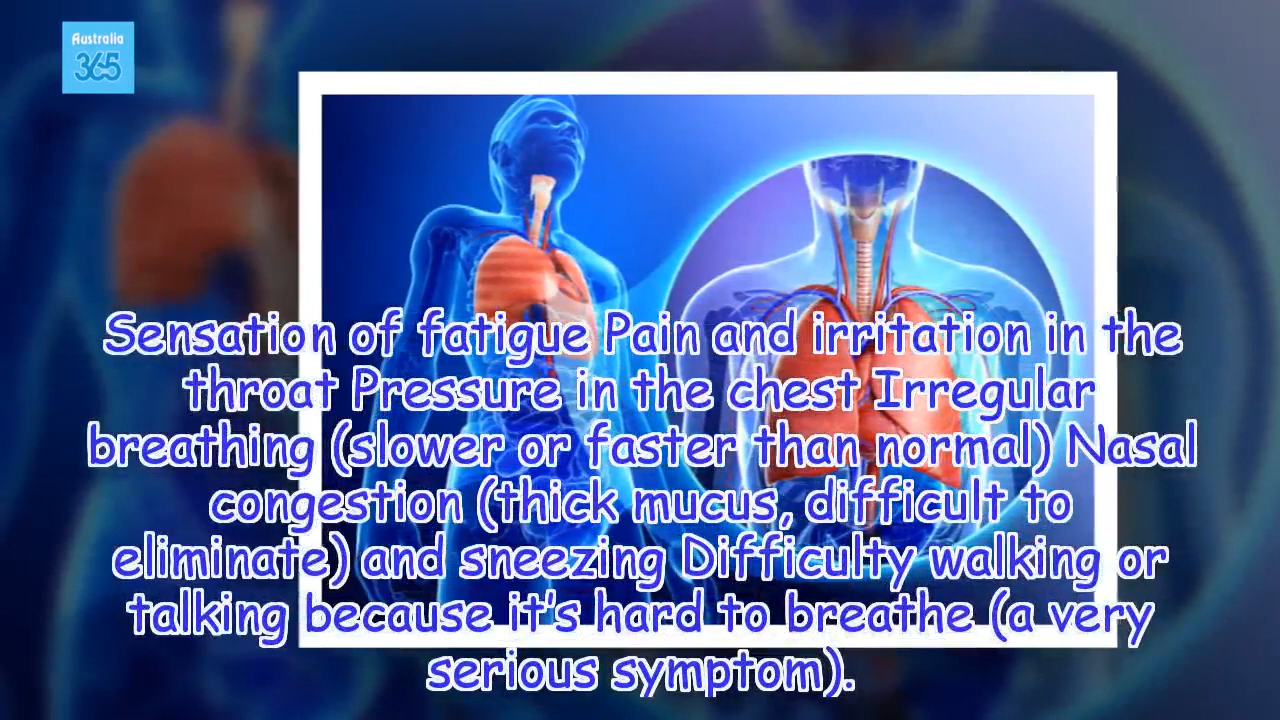 Australia
365
Sensation of fatigue Pain and irritation in the
throat Pressure in the chest Irregular
breathing (slower or faster than normal) Nasal
congestion (thick mucus, difficult to
eliminate) and sneezing Difficulty walking or
talking because it's hard to breathe (a very
serious symptom).